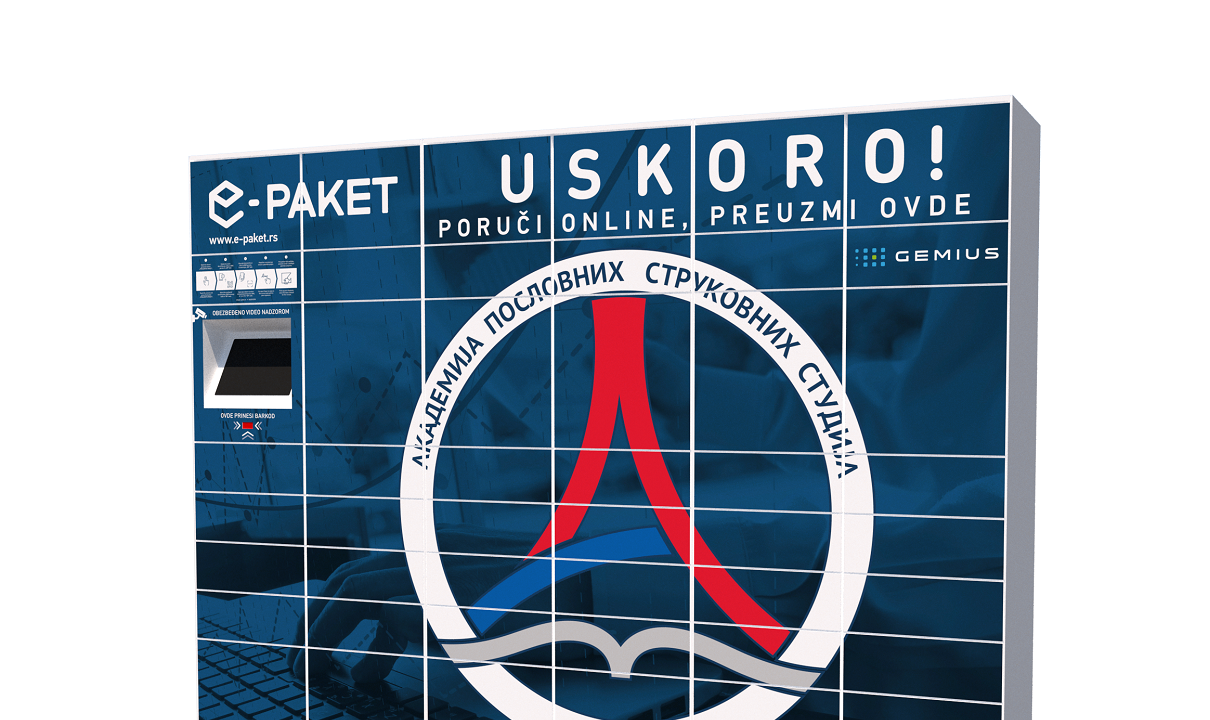 e-PAKET
www.e-paket.rs
USKORO!
PORUČI ONLINE, PREUZMI OVDE
GEMIUS
OBEZBEĐENO VIDEO NADZOROM
OVDE PRINESI BARKOD
АКАДЕМИЈА ПОСЛОВНИХ СТРУКОВНИХ СТУДИЈА